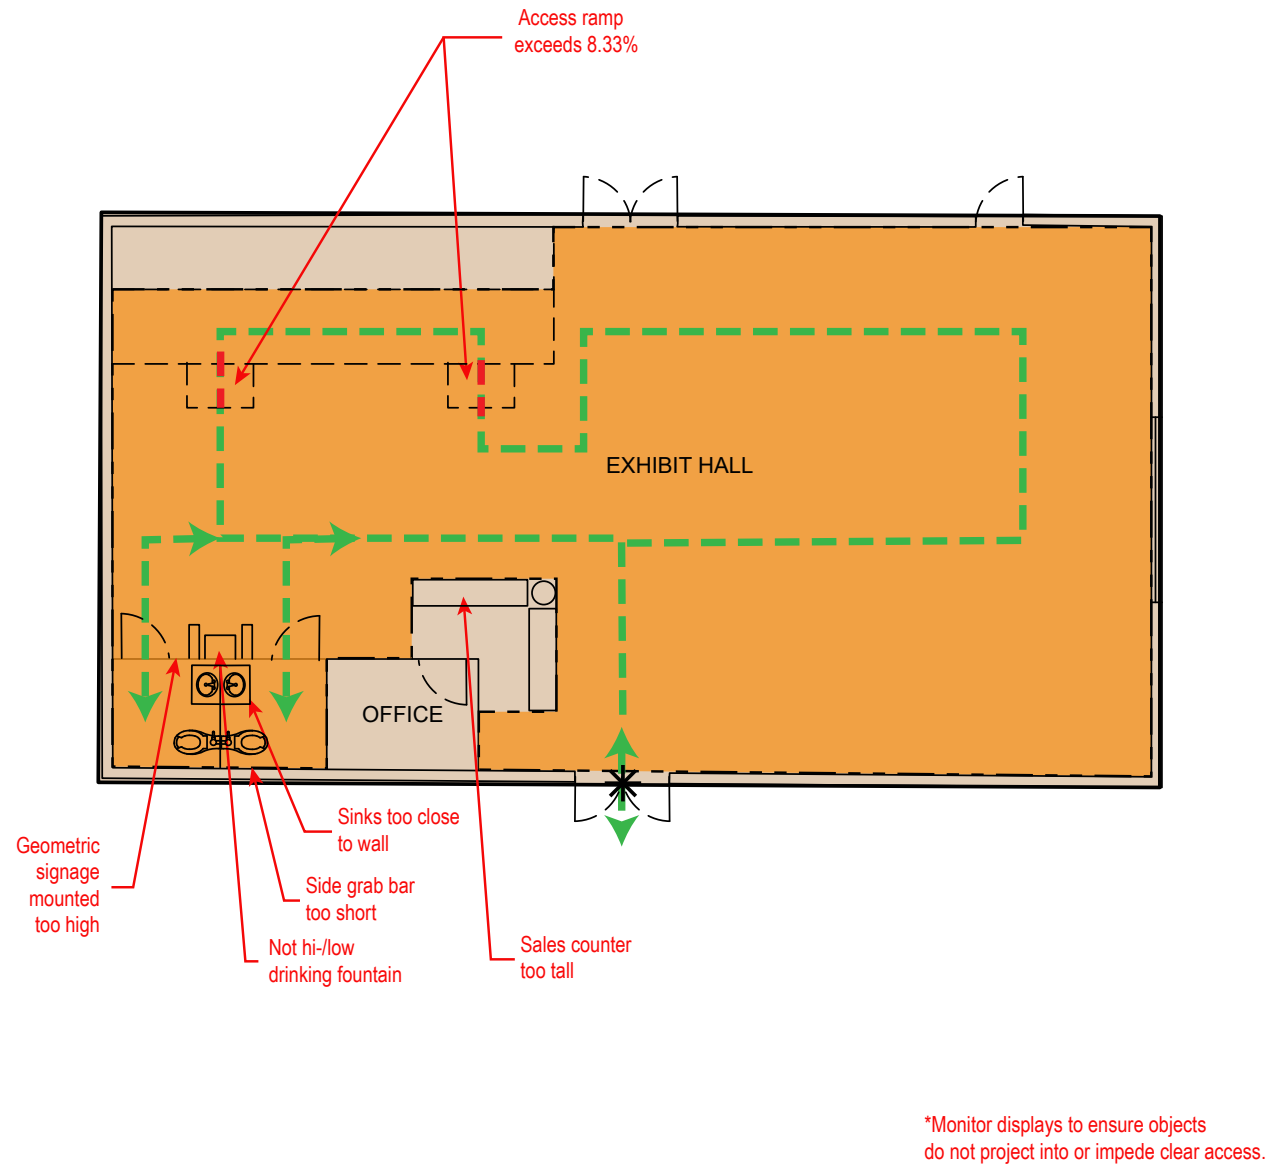 Access ramp
exceeds 8.33%
EXHIBIT HALL
OFFICE
Sinks too close
to wall
Geometric
signage
mounted
too high
Side grab bar
too short
Not hi-/low
drinking fountain
Sales counter
too tall
*Monitor displays to ensure objects
do not project into or impede clear access.